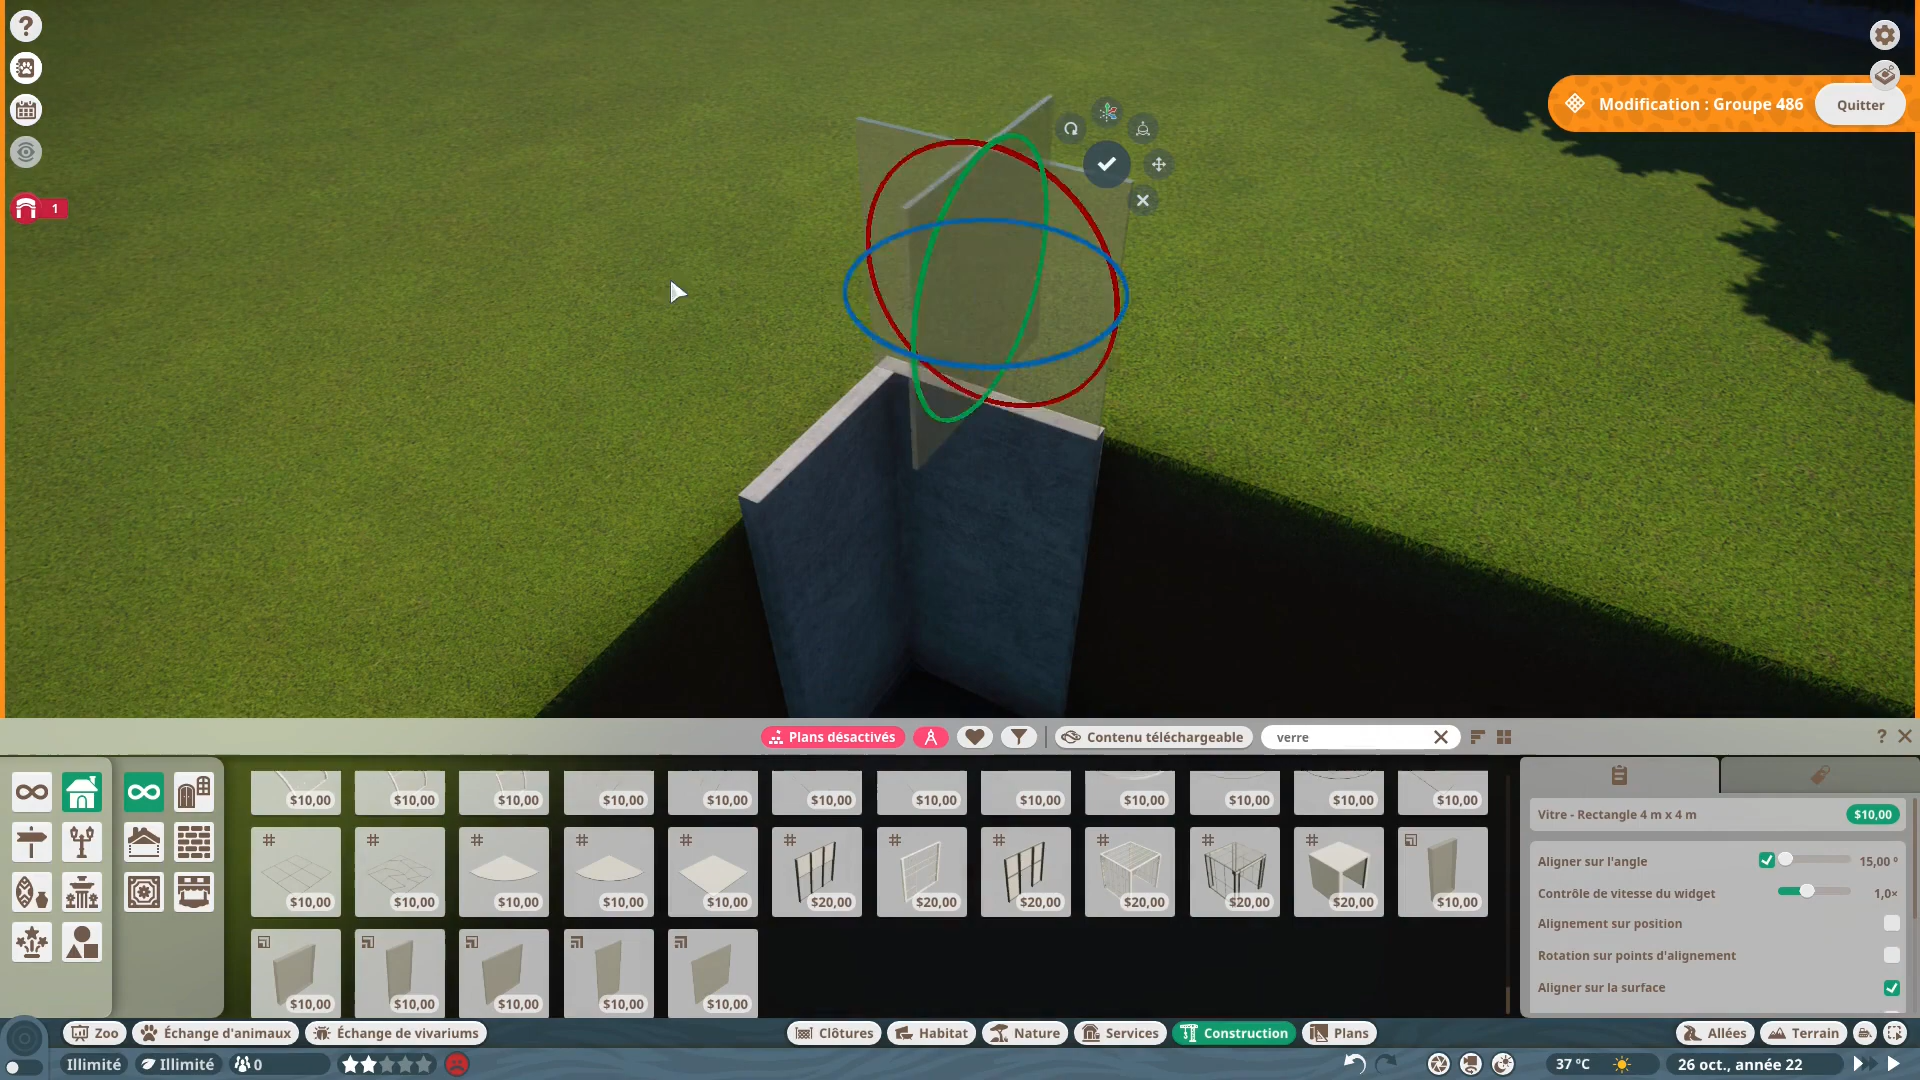 ?
Modification : Groupe 486
Quitter
1
Plans désactivés
Contenu téléchargeable
verre
?
$10,00 $10,00 $10,00 $10,00 $10,00 $10,00 $10,00 $10,00 $10,00 $10,00 $10,00 $10,00
$10,00 $10,00 $10,00 $10,00 $10,00 $20,00 $20,00 $20,00 $20,00 $20,00 $20,00 $10,00
$10,00 $10,00 $10,00 $10,00 $10,00
Vitre - Rectangle 4 m x 4 m
$10,00
Aligner sur l'angle
15,00 °
Contrôle de vitesse du widget
1,0×
Alignement sur position
Rotation sur points d'alignement
Aligner sur la surface
Zoo
Échange d'animaux
Échange de vivariums
Clôtures
Habitat
Nature
Services
Construction
Plans
Allées
Terrain
Illimité
Illimité
0
37 °C
26 oct., année 22